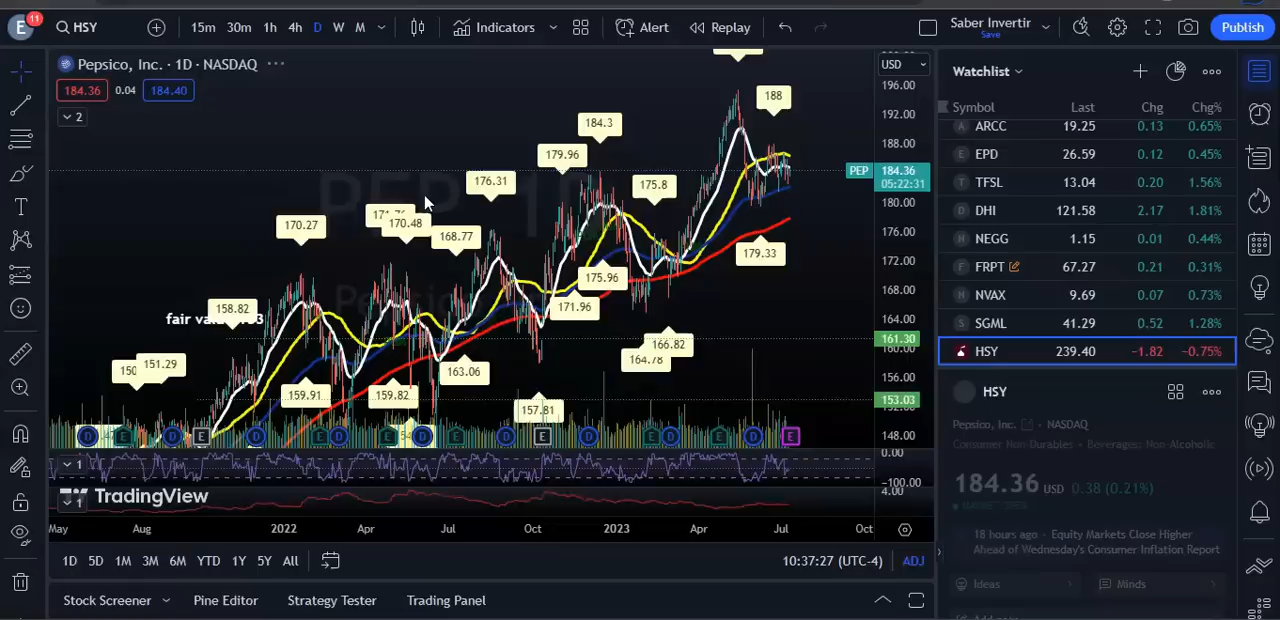 E 11 HSY 15m 30m 1h 4h D W M Indicators Alert Replay Saber Invertir Save Publish
Pepsico, Inc. · 1D · NASDAQ ···
184.36 0.04 184.40
2
USD
196.00
192.00
188.00
PEP 184.36
05:22:31
180.00
176.00
172.00
168.00
164.00
161.30
160.00
156.00
153.03
148.00
0.00
−100.00
4.00
188
184.3
179.96
176.31
175.8
170.27
170.48
168.77
179.33
175.96
171.96
158.82
166.82
164.78
151.29
163.06
159.91
159.82
157.81
PEP 1D
D E D E D E D E D E D E D E D E D E
1
1
TradingView
May Aug 2022 Apr Jul Oct 2023 Apr Jul Oct
1D 5D 1M 3M 6M YTD 1Y 5Y All 10:37:27 (UTC-4) ADJ
Stock Screener Pine Editor Strategy Tester Trading Panel
Watchlist
Symbol Last Chg Chg%
A ARCC 19.25 0.13 0.65%
E EPD 26.59 0.12 0.45%
T TFSL 13.04 0.20 1.56%
D DHI 121.58 2.17 1.81%
N NEGG 1.15 0.01 0.44%
F FRPT 67.27 0.21 0.31%
N NVAX 9.69 0.07 0.73%
S SGML 41.29 0.52 1.28%
HSY 239.40 −1.82 −0.75%
HSY
Pepsico, Inc. · NASDAQ
Consumer Non-Durables · Beverages: Non-Alcoholic
184.36 USD 0.38 (0.21%)
18 hours ago · Equity Markets Close Higher
Ahead of Wednesday's Consumer Inflation Report
Ideas Minds